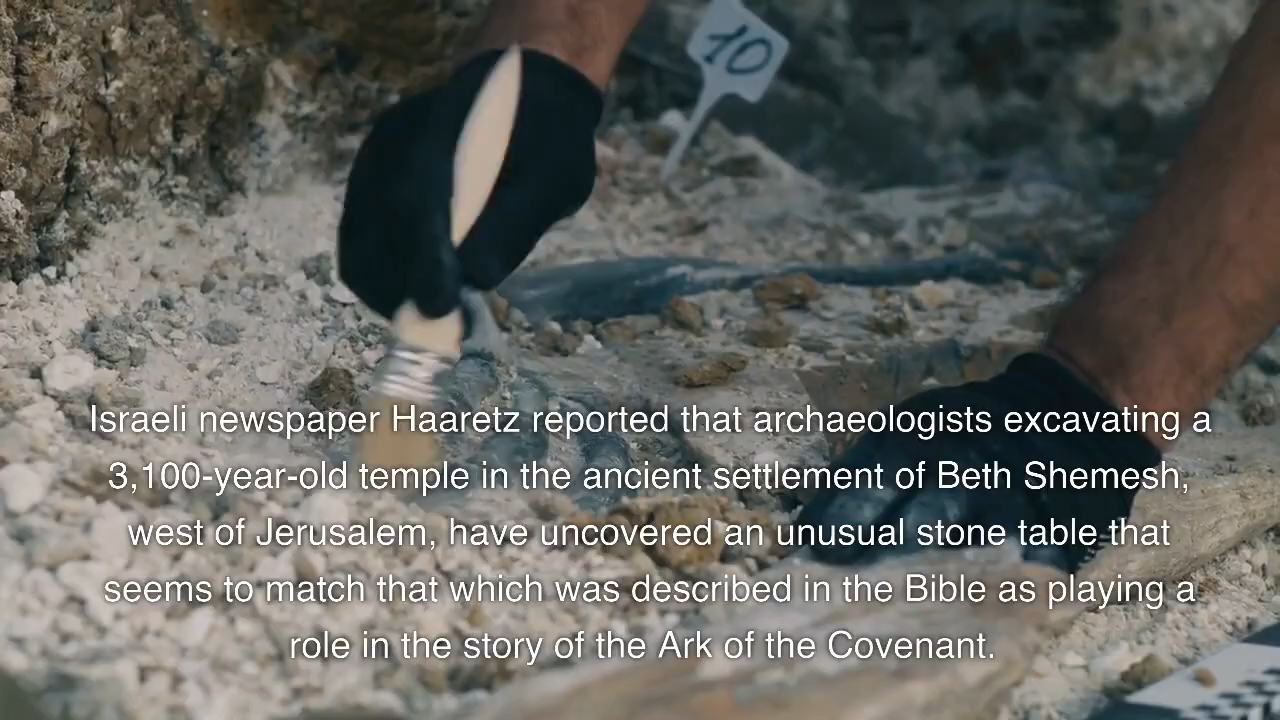 10
Israeli newspaper Haaretz reported that archaeologists excavating a
3,100-year-old temple in the ancient settlement of Beth Shemesh,
west of Jerusalem, have uncovered an unusual stone table that
seems to match that which was described in the Bible as playing a
role in the story of the Ark of the Covenant.